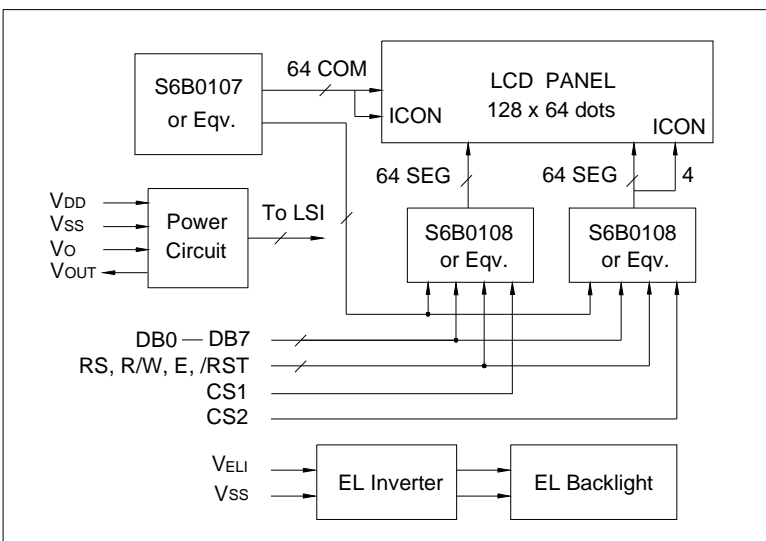 S6B0107
or Eqv.
64 COM
LCD PANEL
128 x 64 dots
ICON
ICON
64 SEG
64 SEG
4
VDD
VSS
VO
VOUT
Power
Circuit
To LSI
S6B0108
or Eqv.
S6B0108
or Eqv.
DB0 — DB7
RS, R/W, E, /RST
CS1
CS2
VELI
VSS
EL Inverter
EL Backlight